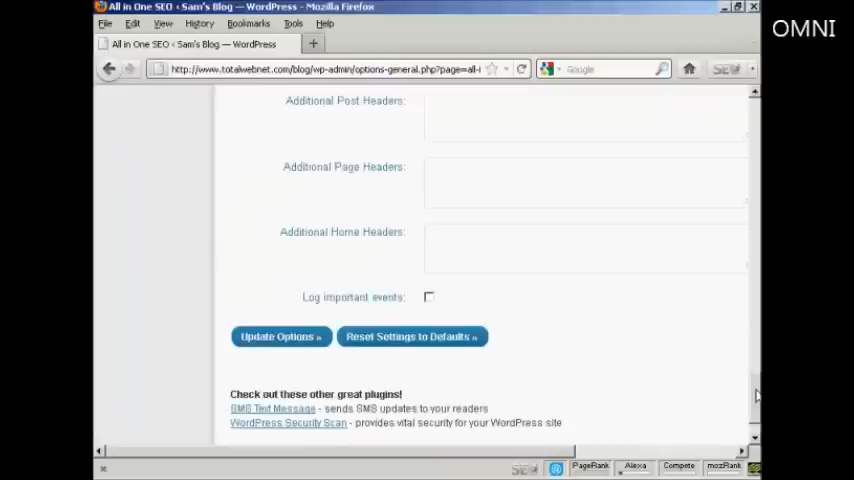 All in One SEO ‹ Sam's Blog — WordPress - Mozilla Firefox
OMNI
File Edit View History Bookmarks Tools Help
All in One SEO ‹ Sam's Blog — WordPress
http://www.totalwebnet.com/blog/wp-admin/options-general.php?page=all-i
Google
Additional Post Headers:
Additional Page Headers:
Additional Home Headers:
Log important events:
Update Options »
Reset Settings to Defaults »
Check out these other great plugins!
SMS Text Message - sends SMS updates to your readers
WordPress Security Scan - provides vital security for your WordPress site
PageRank Alexa Compete mozRank